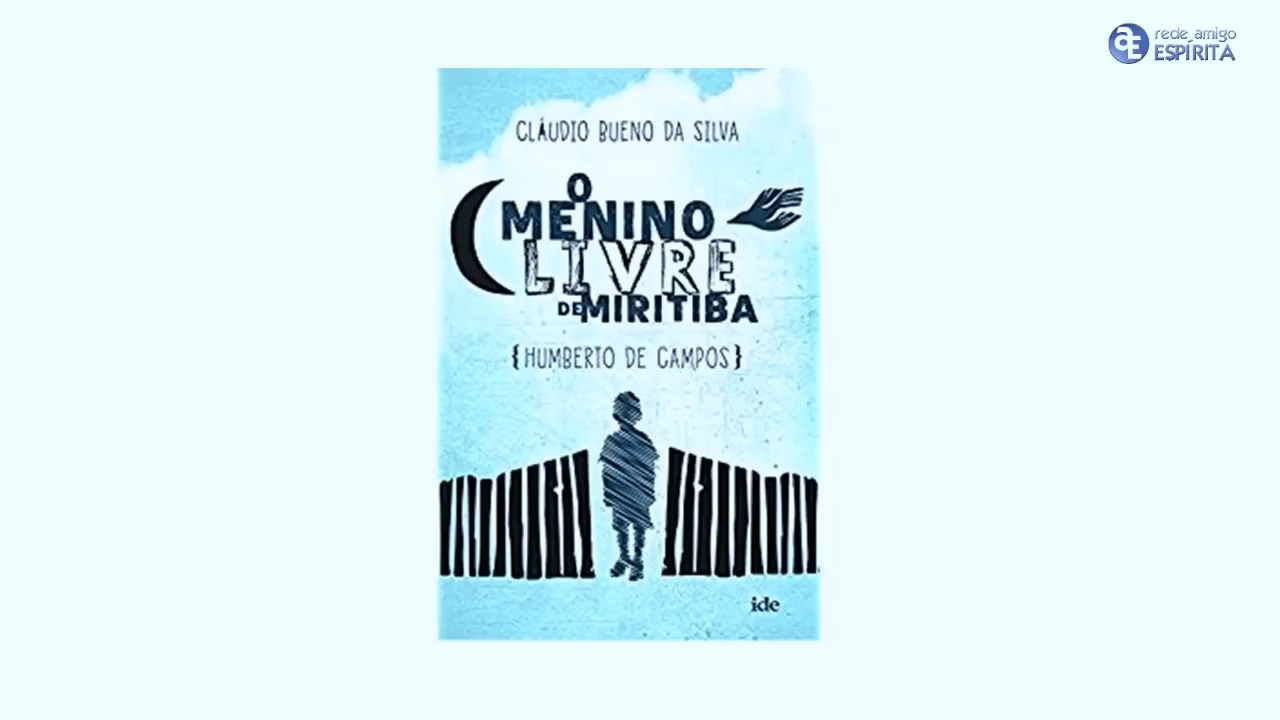 rede amigo
ESPÍRITA
CLÁUDIO BUENO DA SILVA
O
MENINO
LIVRE
DE MIRITIBA
{HUMBERTO DE CAMPOS}
ide